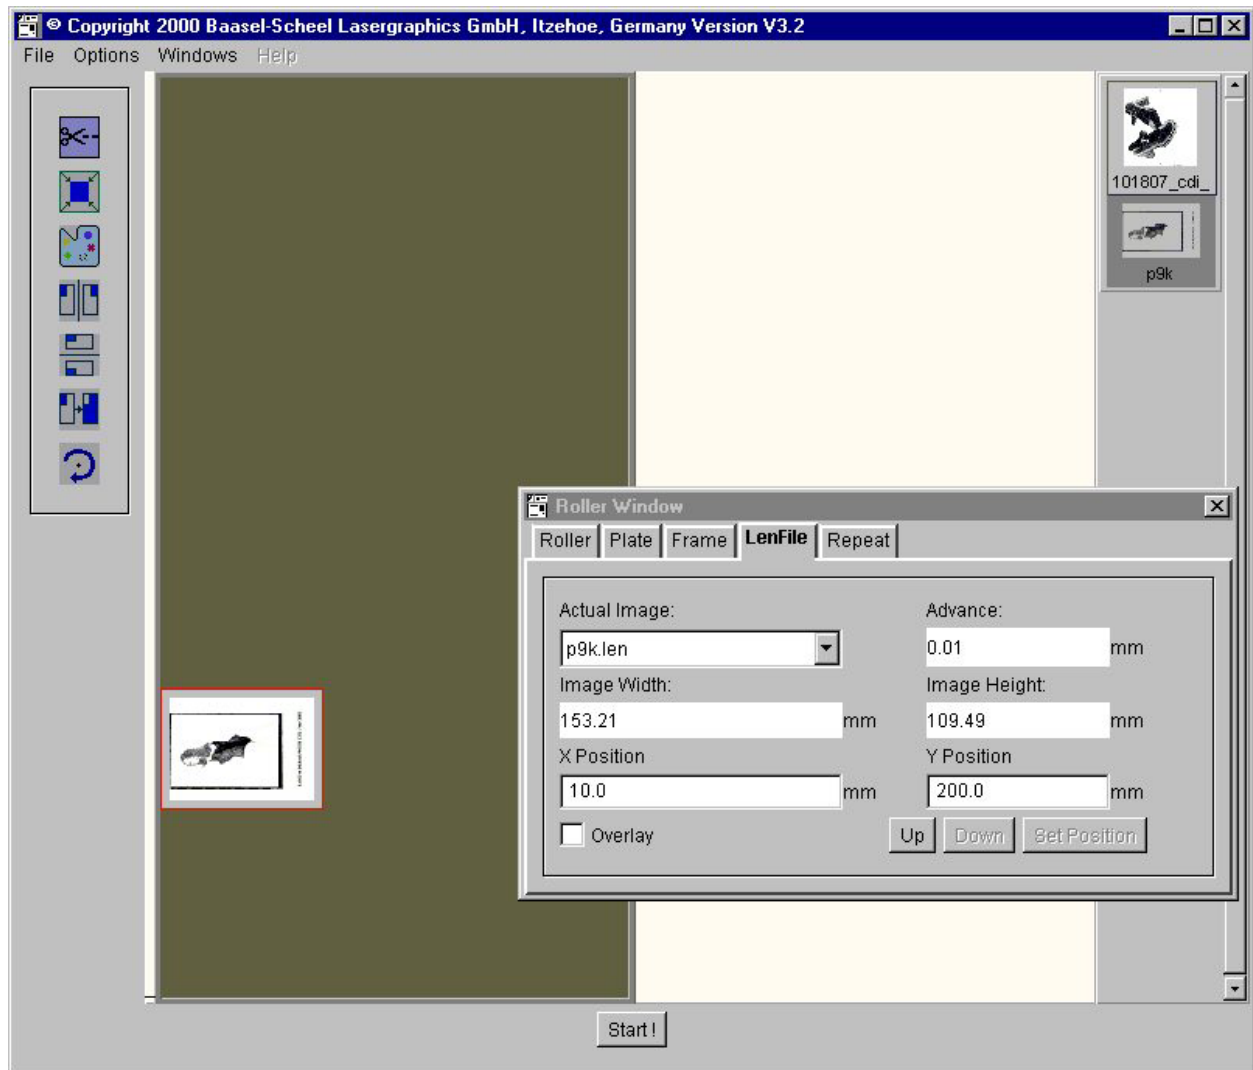 © Copyright 2000 Baasel-Scheel Lasergraphics GmbH, Itzehoe, Germany Version V3.2
File Options Windows Help
101807_cdi_
p9k
Roller Window
Roller Plate Frame LenFile Repeat
Actual Image: Advance:
p9k.len 0.01 mm
Image Width: Image Height:
153.21 mm 109.49 mm
X Position Y Position
10.0 mm 200.0 mm
Overlay Up Down Set Position
Start !